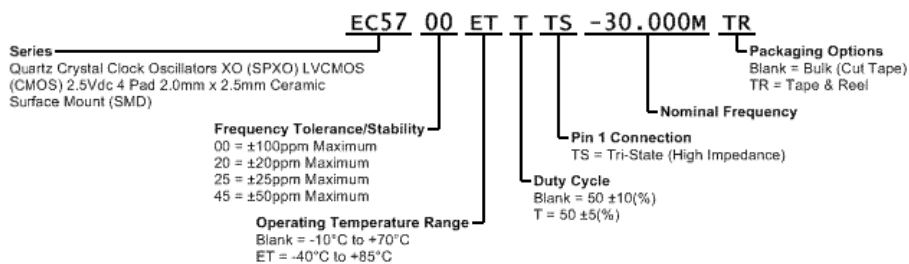 EC57 00 ET T TS -30.000M TR
Series
Quartz Crystal Clock Oscillators XO (SPXO) LVCMOS
(CMOS) 2.5Vdc 4 Pad 2.0mm x 2.5mm Ceramic
Surface Mount (SMD)
Packaging Options
Blank = Bulk (Cut Tape)
TR = Tape & Reel
Nominal Frequency
Frequency Tolerance/Stability
00 = ±100ppm Maximum
20 = ±20ppm Maximum
25 = ±25ppm Maximum
45 = ±50ppm Maximum
Pin 1 Connection
TS = Tri-State (High Impedance)
Duty Cycle
Blank = 50 ±10(%)
T = 50 ±5(%)
Operating Temperature Range
Blank = -10°C to +70°C
ET = -40°C to +85°C